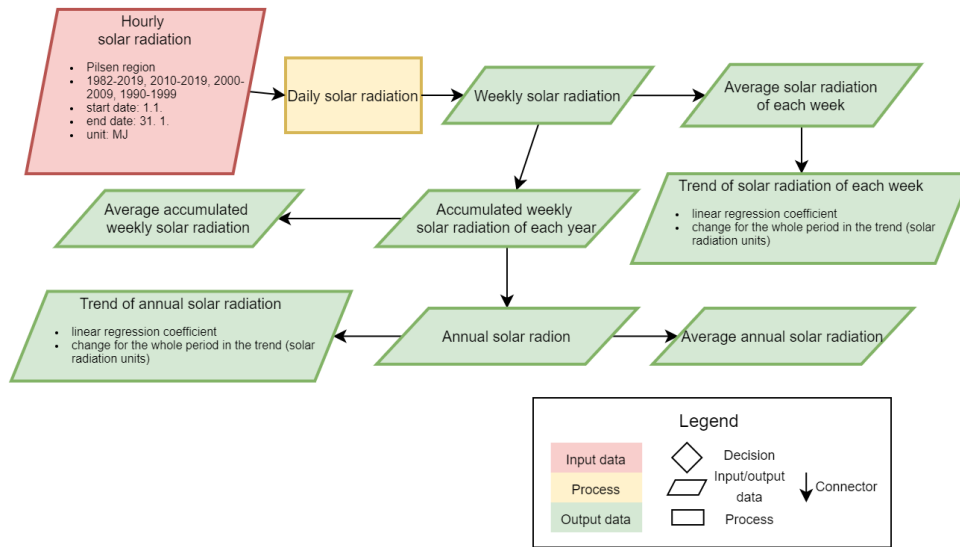 Hourly
solar radiation
• Pilsen region
• 1982-2019, 2010-2019, 2000-
2009, 1990-1999
• start date: 1.1.
• end date: 31. 1.
• unit: MJ
Daily solar radiation
Weekly solar radiation
Average solar radiation
of each week
Trend of solar radiation of each week
• linear regression coefficient
• change for the whole period in the trend (solar
radiation units)
Average accumulated
weekly solar radiation
Accumulated weekly
solar radiation of each year
Trend of annual solar radiation
• linear regression coefficient
• change for the whole period in the trend (solar
radiation units)
Annual solar radion
Average annual solar radiation
Legend
Input data
Process
Output data
Decision
Input/output
data
Process
Connector